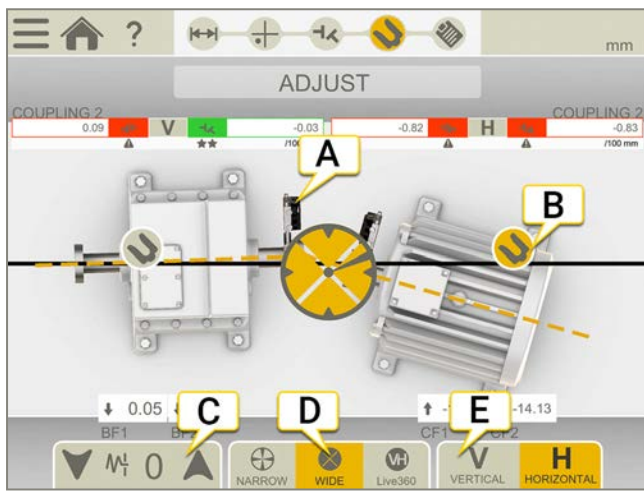 ?
mm
ADJUST
COUPLING 2 COUPLING 2
0.09 V -0.03 -0.82 H -0.83
/100 mm
A
B
0.05 -14.13
C D E
BF1 CF1 CF2
0 VH V H
NARROW WIDE Live360 VERTICAL HORIZONTAL